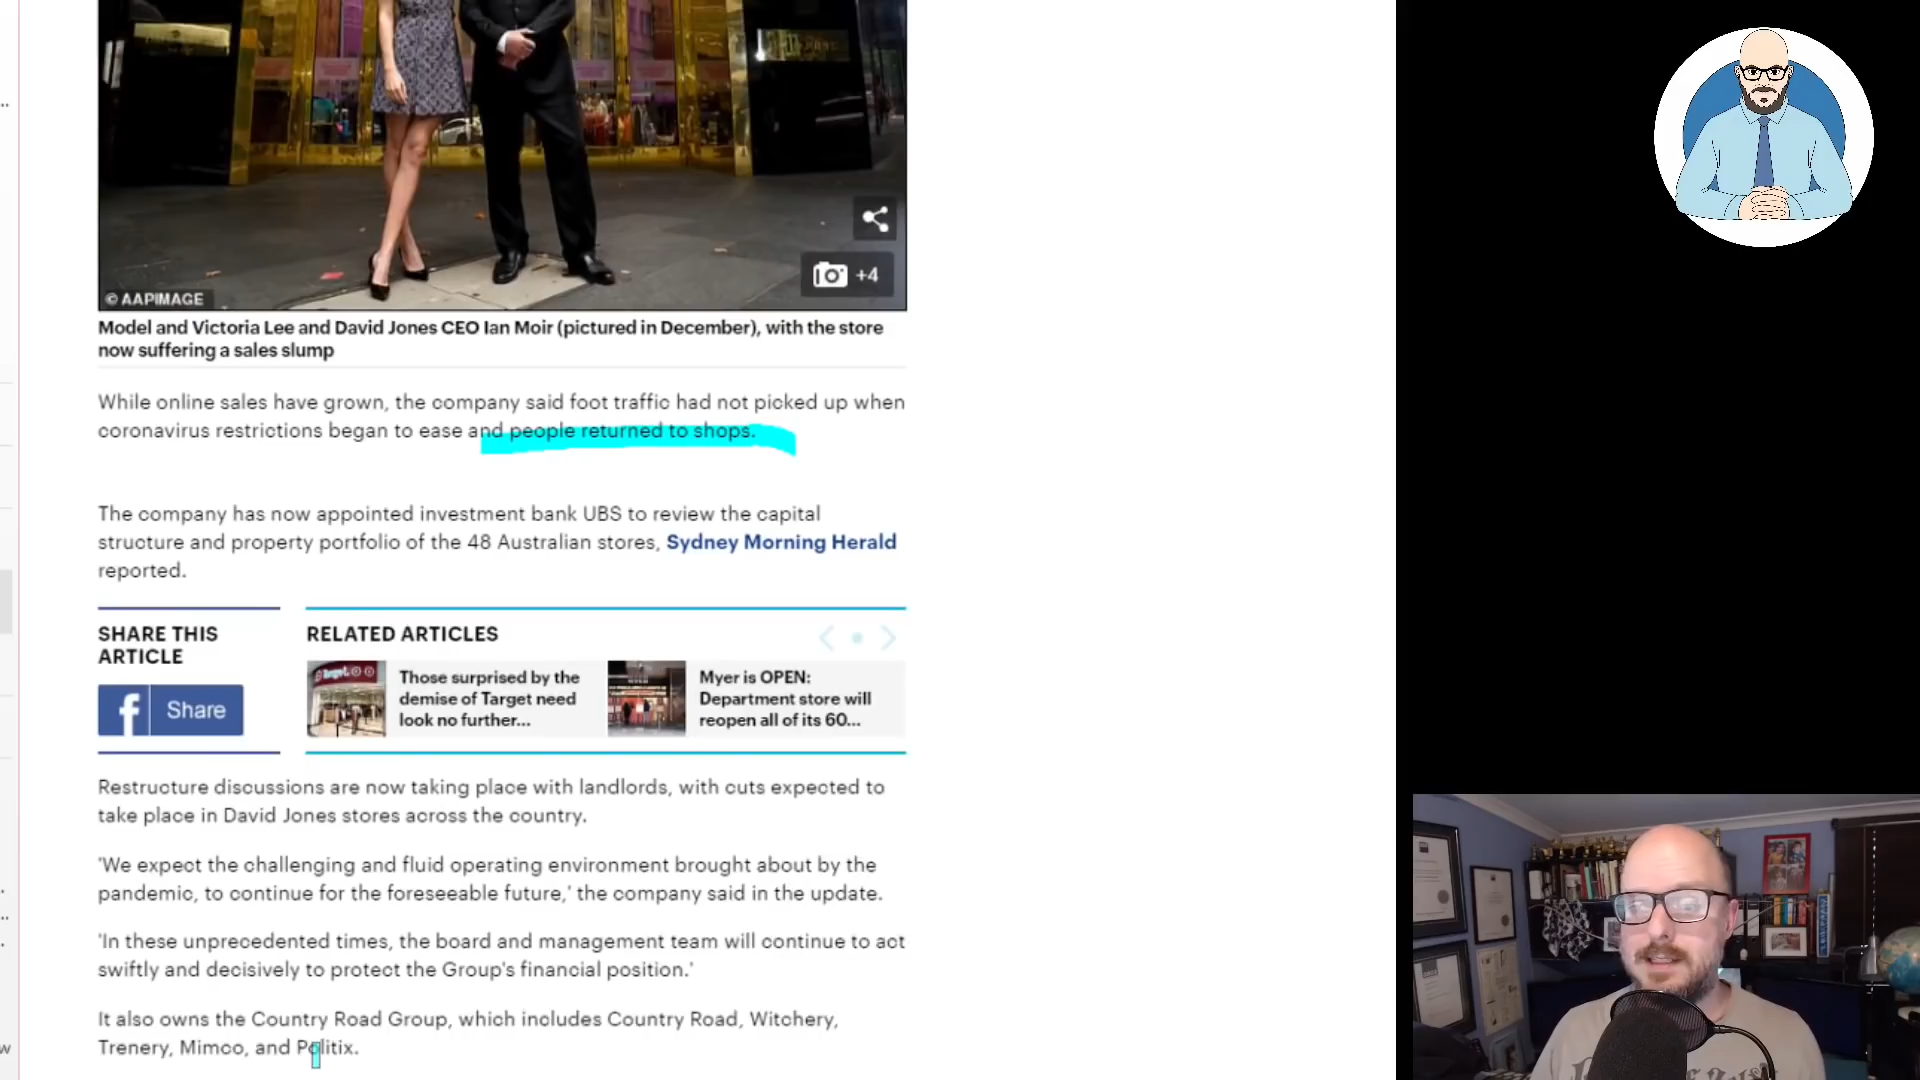 +4
© AAPIMAGE
Model and Victoria Lee and David Jones CEO Ian Moir (pictured in December), with the store
now suffering a sales slump
While online sales have grown, the company said foot traffic had not picked up when
coronavirus restrictions began to ease and people returned to shops.
The company has now appointed investment bank UBS to review the capital
structure and property portfolio of the 48 Australian stores, Sydney Morning Herald
reported.
SHARE THIS
ARTICLE
Share
RELATED ARTICLES
Those surprised by the
demise of Target need
look no further...
Myer is OPEN:
Department store will
reopen all of its 60...
Restructure discussions are now taking place with landlords, with cuts expected to
take place in David Jones stores across the country.
'We expect the challenging and fluid operating environment brought about by the
pandemic, to continue for the foreseeable future,' the company said in the update.
'In these unprecedented times, the board and management team will continue to act
swiftly and decisively to protect the Group's financial position.'
It also owns the Country Road Group, which includes Country Road, Witchery,
Trenery, Mimco, and Politix.